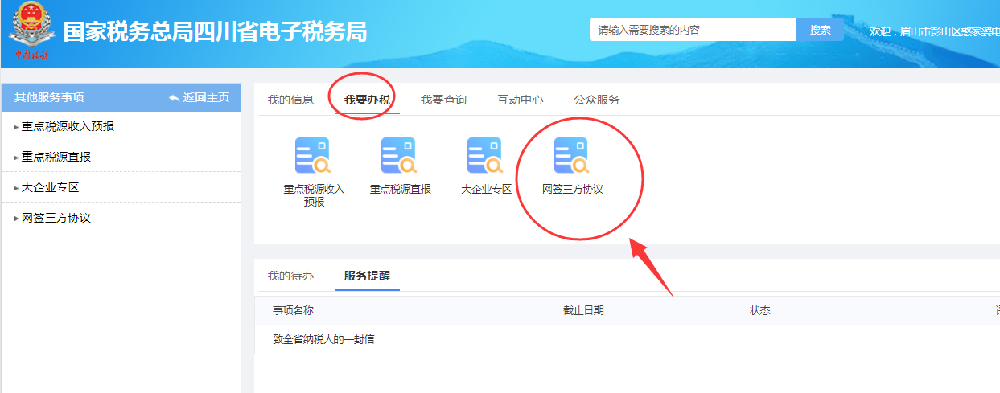 国家税务总局四川省电子税务局
请输入需要搜索的内容
搜索
欢迎，眉山市彭山区憨家婆电
其他服务事项
返回主页
重点税源收入预报
重点税源直报
大企业专区
网签三方协议
我的信息
我要办税
我要查询
互动中心
公众服务
重点税源收入
预报
重点税源直报
大企业专区
网签三方协议
我的待办
服务提醒
事项名称
截止日期
状态
致全省纳税人的一封信